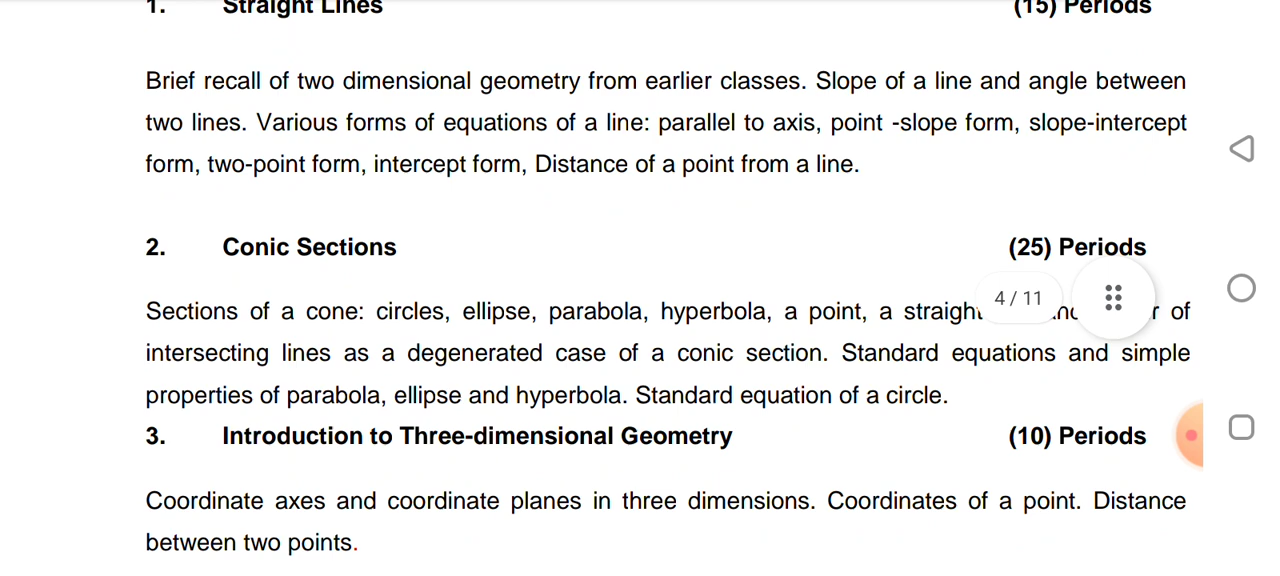 1. Straight Lines (15) Periods
Brief recall of two dimensional geometry from earlier classes. Slope of a line and angle between
two lines. Various forms of equations of a line: parallel to axis, point -slope form, slope-intercept
form, two-point form, intercept form, Distance of a point from a line.
2. Conic Sections (25) Periods
Sections of a cone: circles, ellipse, parabola, hyperbola, a point, a straight 4 / 11 of
intersecting lines as a degenerated case of a conic section. Standard equations and simple
properties of parabola, ellipse and hyperbola. Standard equation of a circle.
3. Introduction to Three-dimensional Geometry (10) Periods
Coordinate axes and coordinate planes in three dimensions. Coordinates of a point. Distance
between two points.